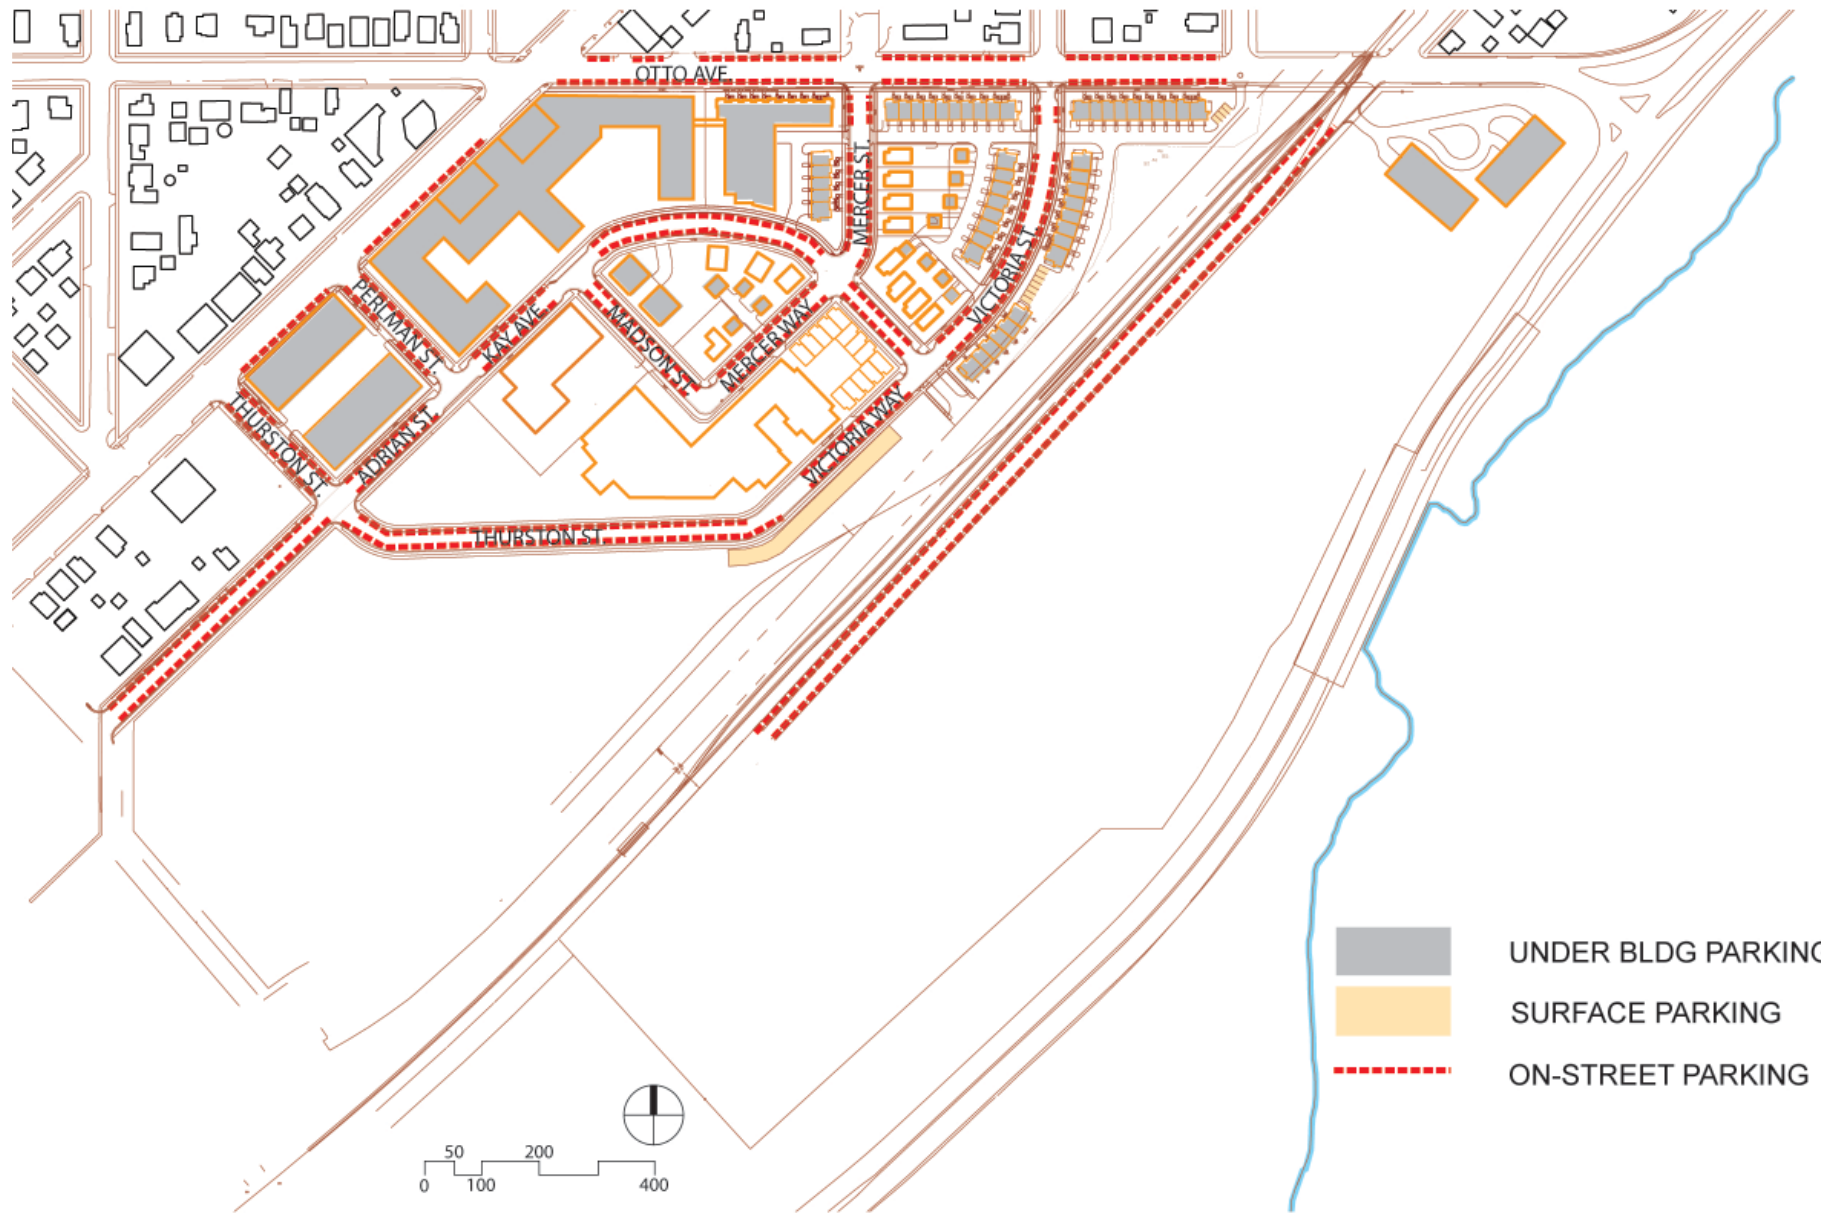 OTTO AVE.
MERCER ST.
VICTORIA ST.
PERLMAN ST.
KAY AVE
MADSON ST.
MERCER WAY
THURSTON ST.
ADRIAN ST.
VICTORIA WAY
THURSTON ST.
UNDER BLDG PARKING
SURFACE PARKING
ON-STREET PARKING
50 200
0 100 400